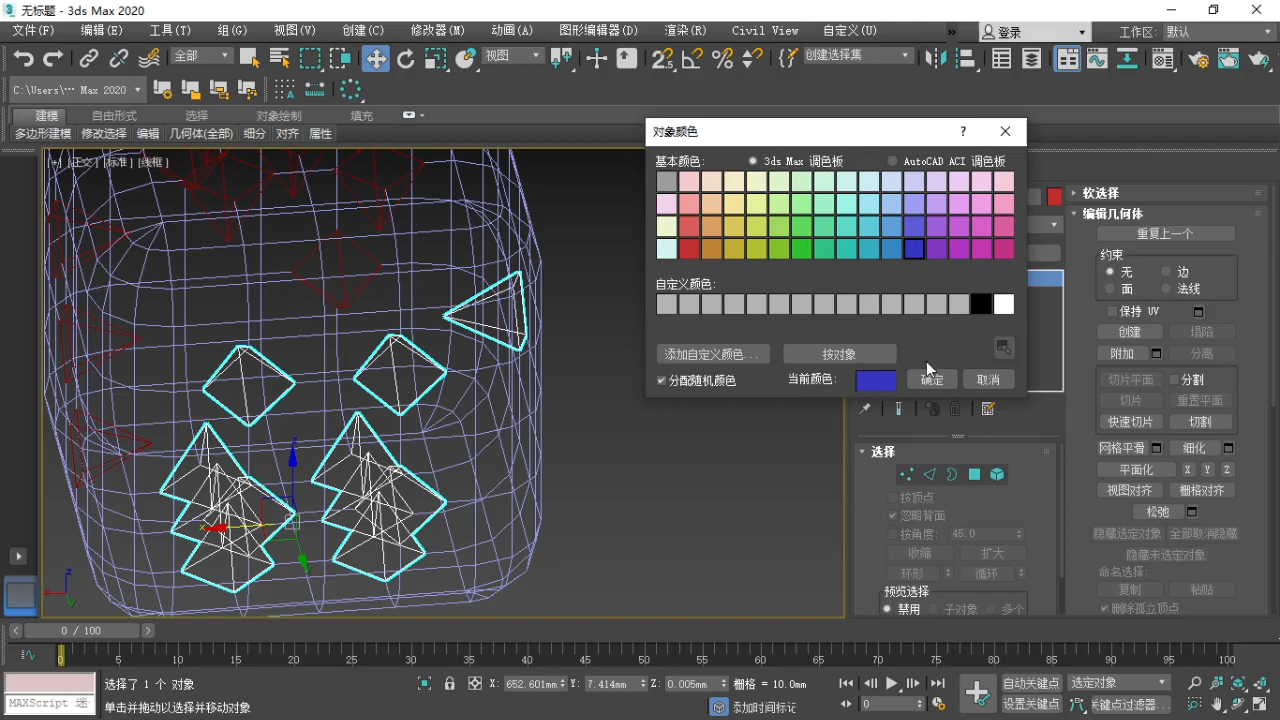 无标题 - 3ds Max 2020
文件(F) 编辑(E) 工具(T) 组(G) 视图(V) 创建(C) 修改器(M) 动画(A) 图形编辑器(D) 渲染(R) Civil View 自定义(U) » 登录 工作区: 默认
全部 视图 创建选择集
C:\Users\··· Max 2020
建模 自由形式 选择 对象绘制 填充
多边形建模 修改选择 编辑 几何体(全部) 细分 对齐 属性
[+] [正交] [标准] [线框]
对象颜色 ?
基本颜色: 3ds Max 调色板 AutoCAD ACI 调色板
自定义颜色:
添加自定义颜色... 按对象
分配随机颜色 当前颜色: 确定 取消
选择
按顶点
忽略背面
按角度: 45.0
收缩 扩大
环形 循环
预览选择
禁用 子对象 多个
软选择
编辑几何体
重复上一个
约束
无 边
面 法线
保持 UV
创建 塌陷
附加 分离
切片平面 分割
切片 重置平面
快速切片 切割
网格平滑 细化
平面化 X Y Z
视图对齐 栅格对齐
松弛
隐藏选定对象 全部取消隐藏
隐藏未选定对象
命名选择:
复制 粘贴
删除孤立顶点
z
x
y
z
x
y
0 / 100
0 5 10 15 20 25 30 35 40 45 50 55 60 65 70 75 80 85 90 95 100
选择了 1 个 对象 X: 652.601mm Y: 7.414mm Z: 0.005mm 栅格 = 10.0mm 自动关键点 选定对象
MAXScript 迷 单击并拖动以选择并移动对象 添加时间标记 0 设置关键点 关键点过滤器...